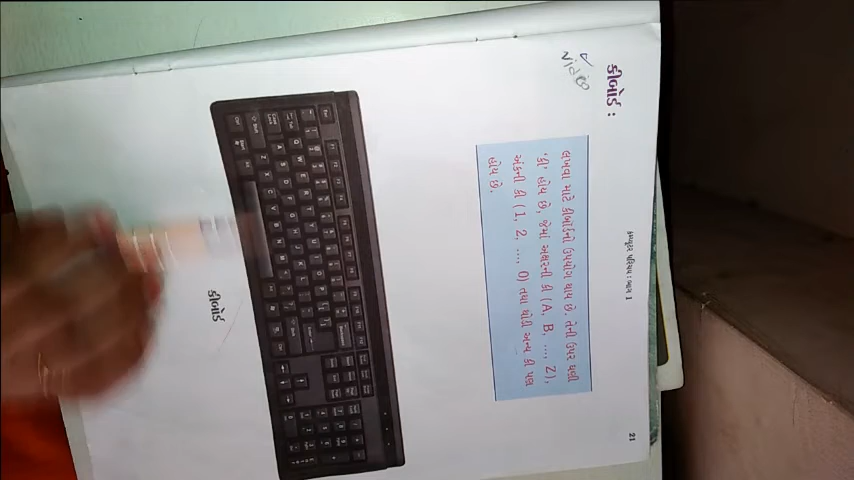 કમ્પ્યુટર પરિચય : ભાગ 1
21
કીબોર્ડ :
✓
Video
લખવા માટે કીબોર્ડનો ઉપયોગ થાય છે. તેની ઉપર ઘણી
‘કી’ હોય છે, જેમાં અક્ષરની કી (A, B, ...., Z),
અંકની કી ( 1, 2, .... 0) તથા થોડી અન્ય કી પણ
હોય છે.
કીબોર્ડ